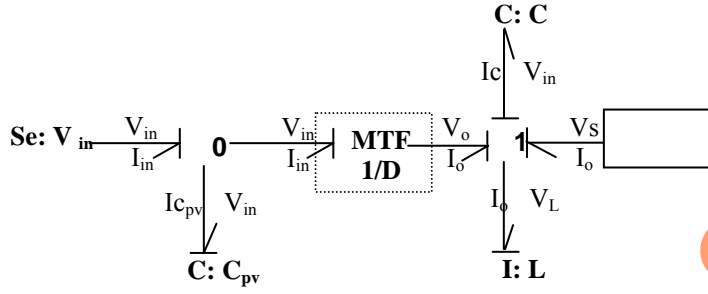 C: C
Ic V_in
Se: V_in V_in I_in 0 V_in I_in MTF 1/D V_o I_o 1 Vs I_o
Ic_pv V_in I_o V_L
C: C_pv I: L